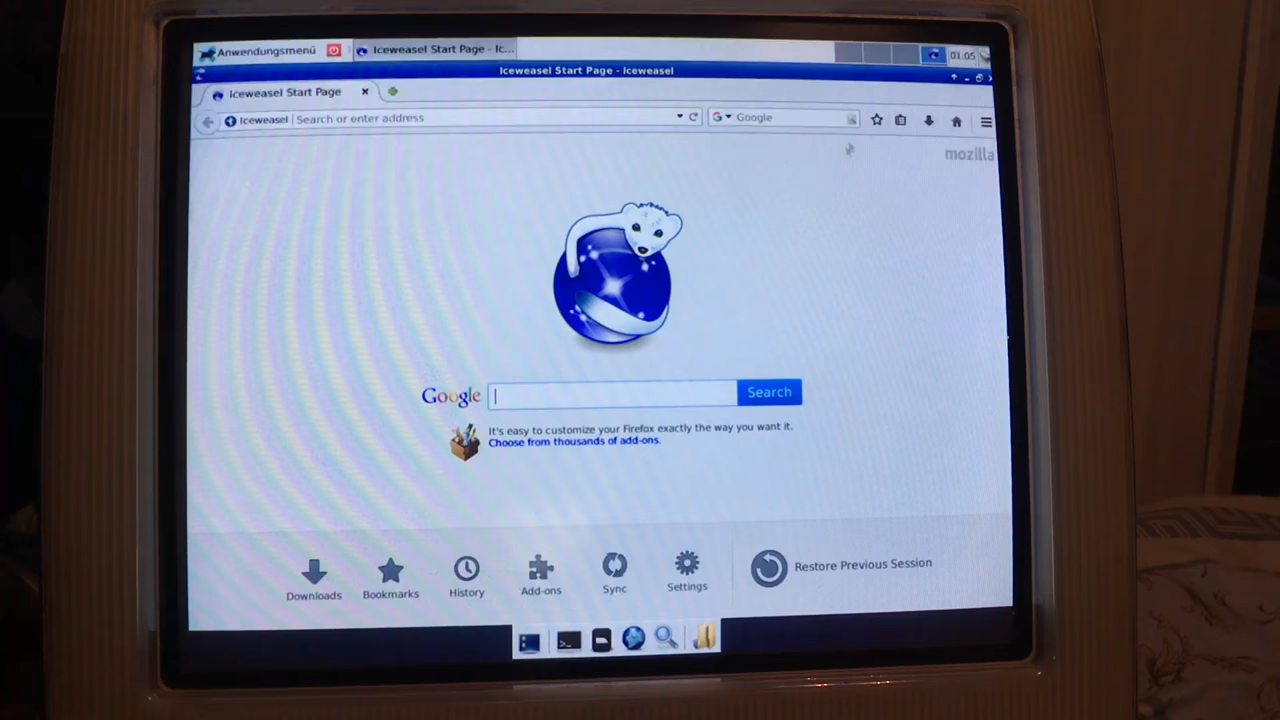 Anwendungsmenü Iceweasel Start Page - Ic... 01:05
Iceweasel Start Page - Iceweasel
Iceweasel Start Page
Iceweasel Search or enter address Google
mozilla
Google Search
It's easy to customize your Firefox exactly the way you want it.
Choose from thousands of add-ons.
Downloads Bookmarks History Add-ons Sync Settings Restore Previous Session